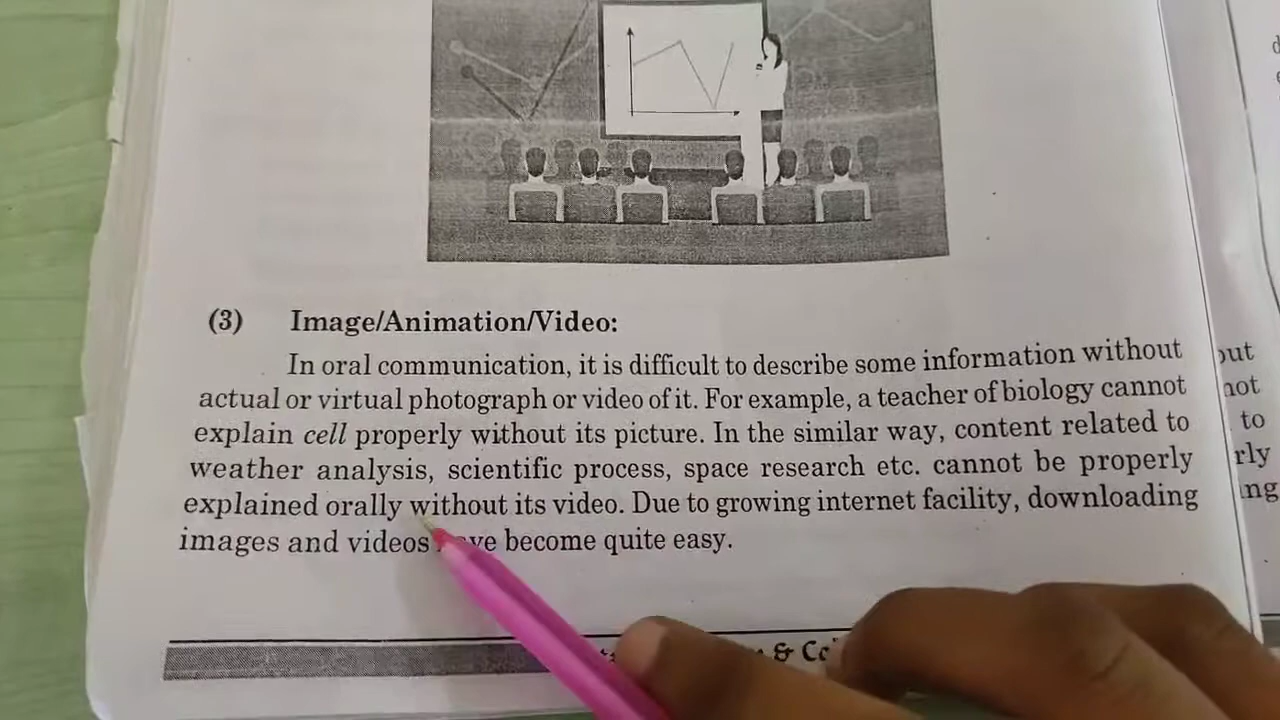 (3) Image/Animation/Video:
In oral communication, it is difficult to describe some information without
actual or virtual photograph or video of it. For example, a teacher of biology cannot
explain cell properly without its picture. In the similar way, content related to
weather analysis, scientific process, space research etc. cannot be properly
explained orally without its video. Due to growing internet facility, downloading
images and videos become quite easy.
&